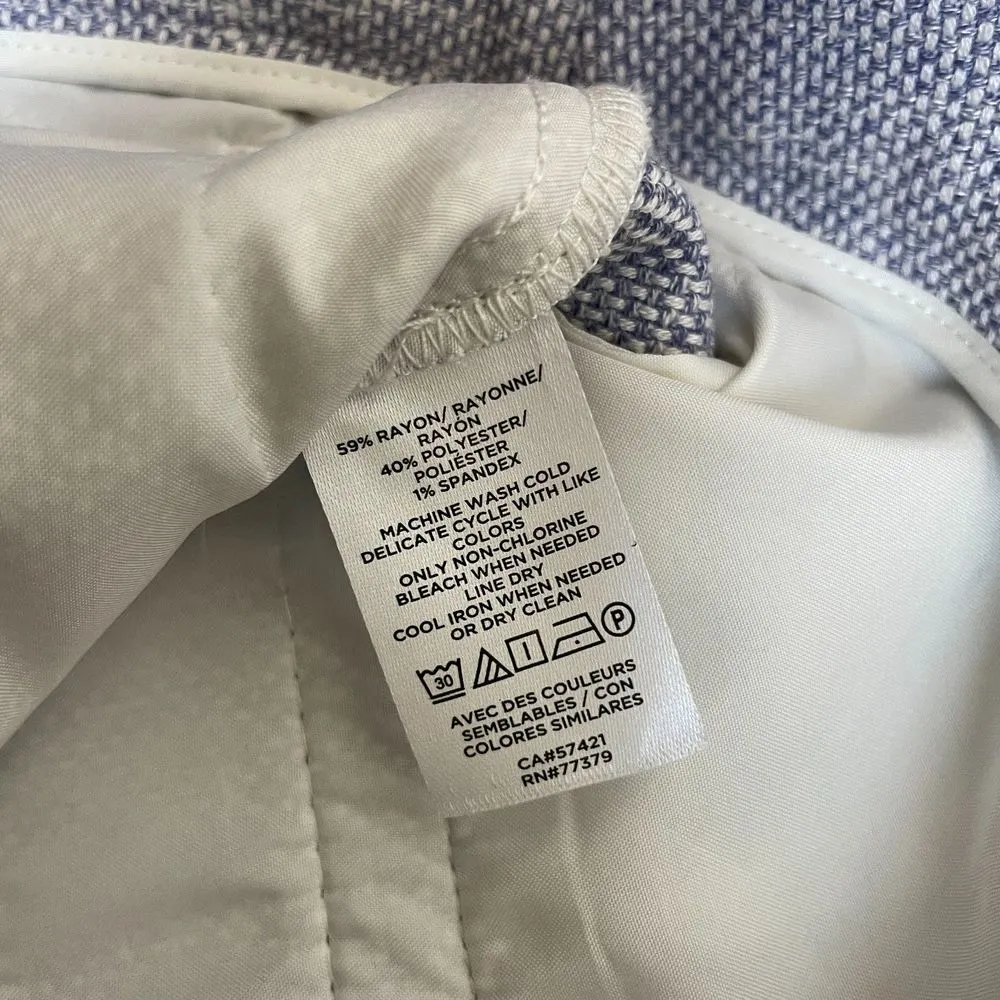 59% RAYON/ RAYONNE/
RAYÓN
40% POLYESTER/
POLIÉSTER
1% SPANDEX
MACHINE WASH COLD
DELICATE CYCLE WITH LIKE
COLORS
ONLY NON-CHLORINE
BLEACH WHEN NEEDED
LINE DRY
COOL IRON WHEN NEEDED
OR DRY CLEAN
30 P
AVEC DES COULEURS
SEMBLABLES / CON
COLORES SIMILARES
CA#57421
RN#77379